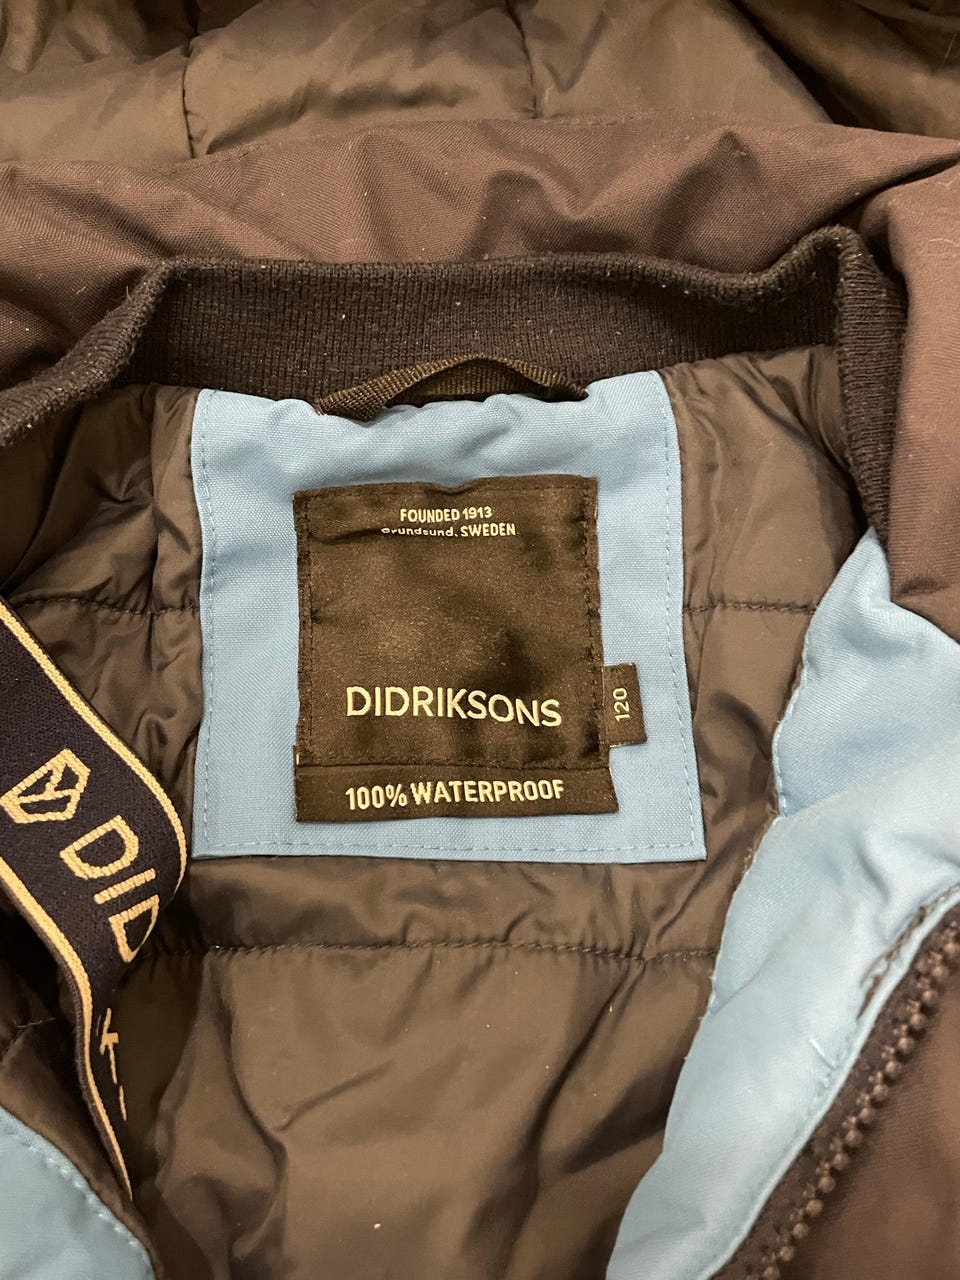 FOUNDED 1913
Grundsund, SWEDEN
DIDRIKSONS
120
100% WATERPROOF
DID